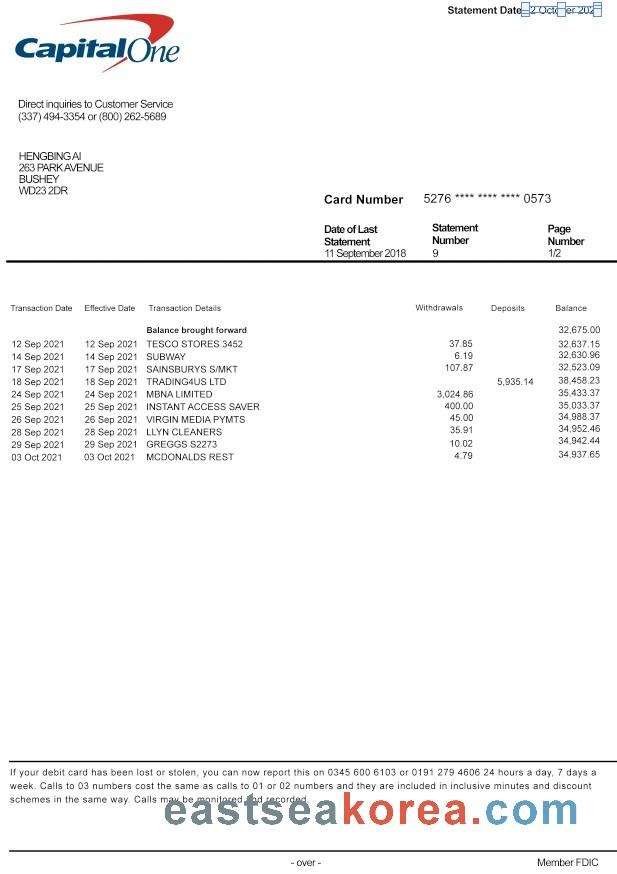 Statement Date
CapitalOne
Direct inquiries to Customer Service
(337) 494-3354 or (800) 262-5689
HENGBING AI
263 PARK AVENUE
BUSHEY
WD23 2DR
Card Number 5276 **** **** **** 0573
Date of Last Statement Page
Statement Number Number
11 September 2018 9 1/2
Transaction Date Effective Date Transaction Details Withdrawals Deposits Balance
Balance brought forward 32,675.00
12 Sep 2021 12 Sep 2021 TESCO STORES 3452 37.85 32,637.15
14 Sep 2021 14 Sep 2021 SUBWAY 6.19 32,630.96
17 Sep 2021 17 Sep 2021 SAINSBURYS S/MKT 107.87 32,523.09
18 Sep 2021 18 Sep 2021 TRADING4US LTD 5,935.14 38,458.23
24 Sep 2021 24 Sep 2021 MBNA LIMITED 3,024.86 35,433.37
25 Sep 2021 25 Sep 2021 INSTANT ACCESS SAVER 400.00 35,033.37
26 Sep 2021 26 Sep 2021 VIRGIN MEDIA PYMTS 45.00 34,988.37
28 Sep 2021 28 Sep 2021 LLYN CLEANERS 35.91 34,952.46
29 Sep 2021 29 Sep 2021 GREGGS S2273 10.02 34,942.44
03 Oct 2021 03 Oct 2021 MCDONALDS REST 4.79 34,937.65
If your debit card has been lost or stolen, you can now report this on 0345 600 6103 or 0191 279 4606 24 hours a day, 7 days a
week. Calls to 03 numbers cost the same as calls to 01 or 02 numbers and they are included in inclusive minutes and discount
schemes in the same way. Calls may be monitored and recorded.
eastseakorea.com
- over - Member FDIC